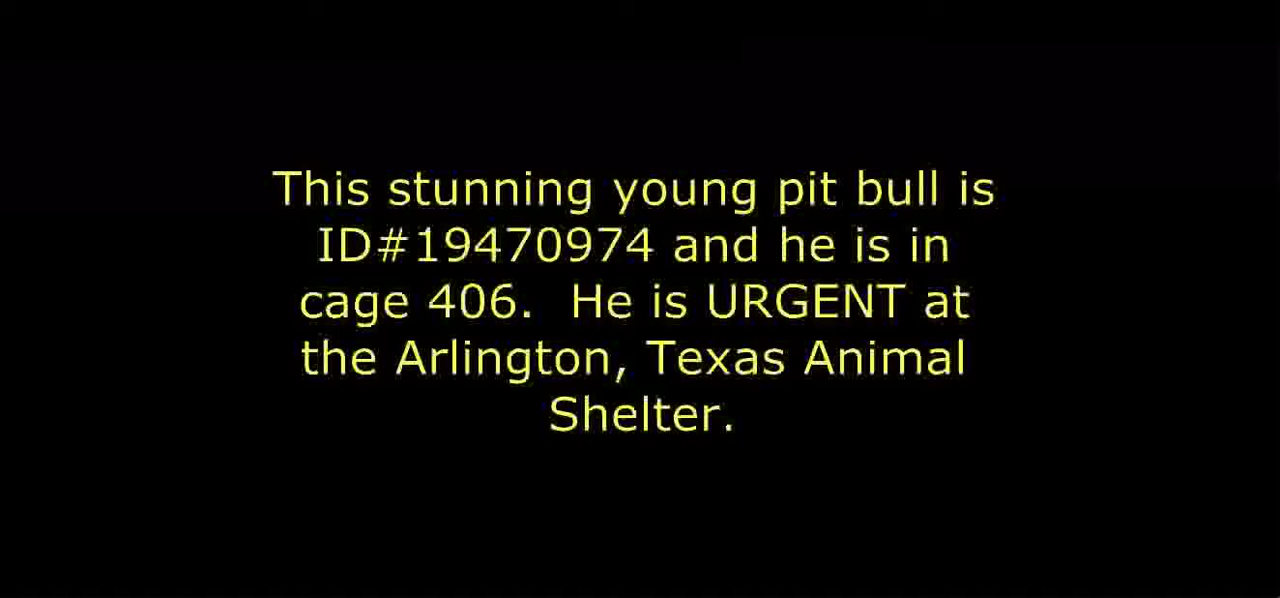 This stunning young pit bull is
ID#19470974 and he is in
cage 406.  He is URGENT at
the Arlington, Texas Animal
Shelter.